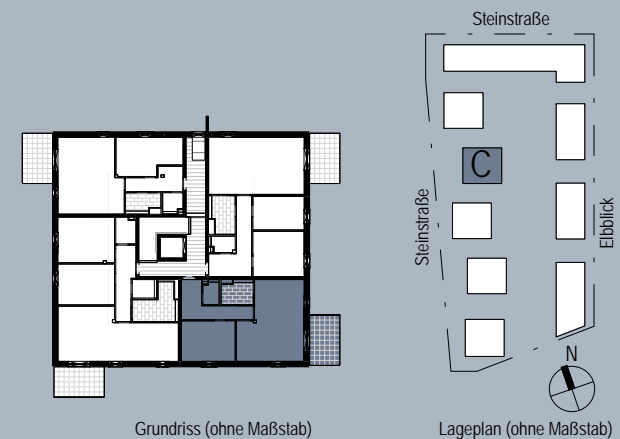 Steinstraße
C
Steinstraße
Elbblick
N
Grundriss (ohne Maßstab)
Lageplan (ohne Maßstab)